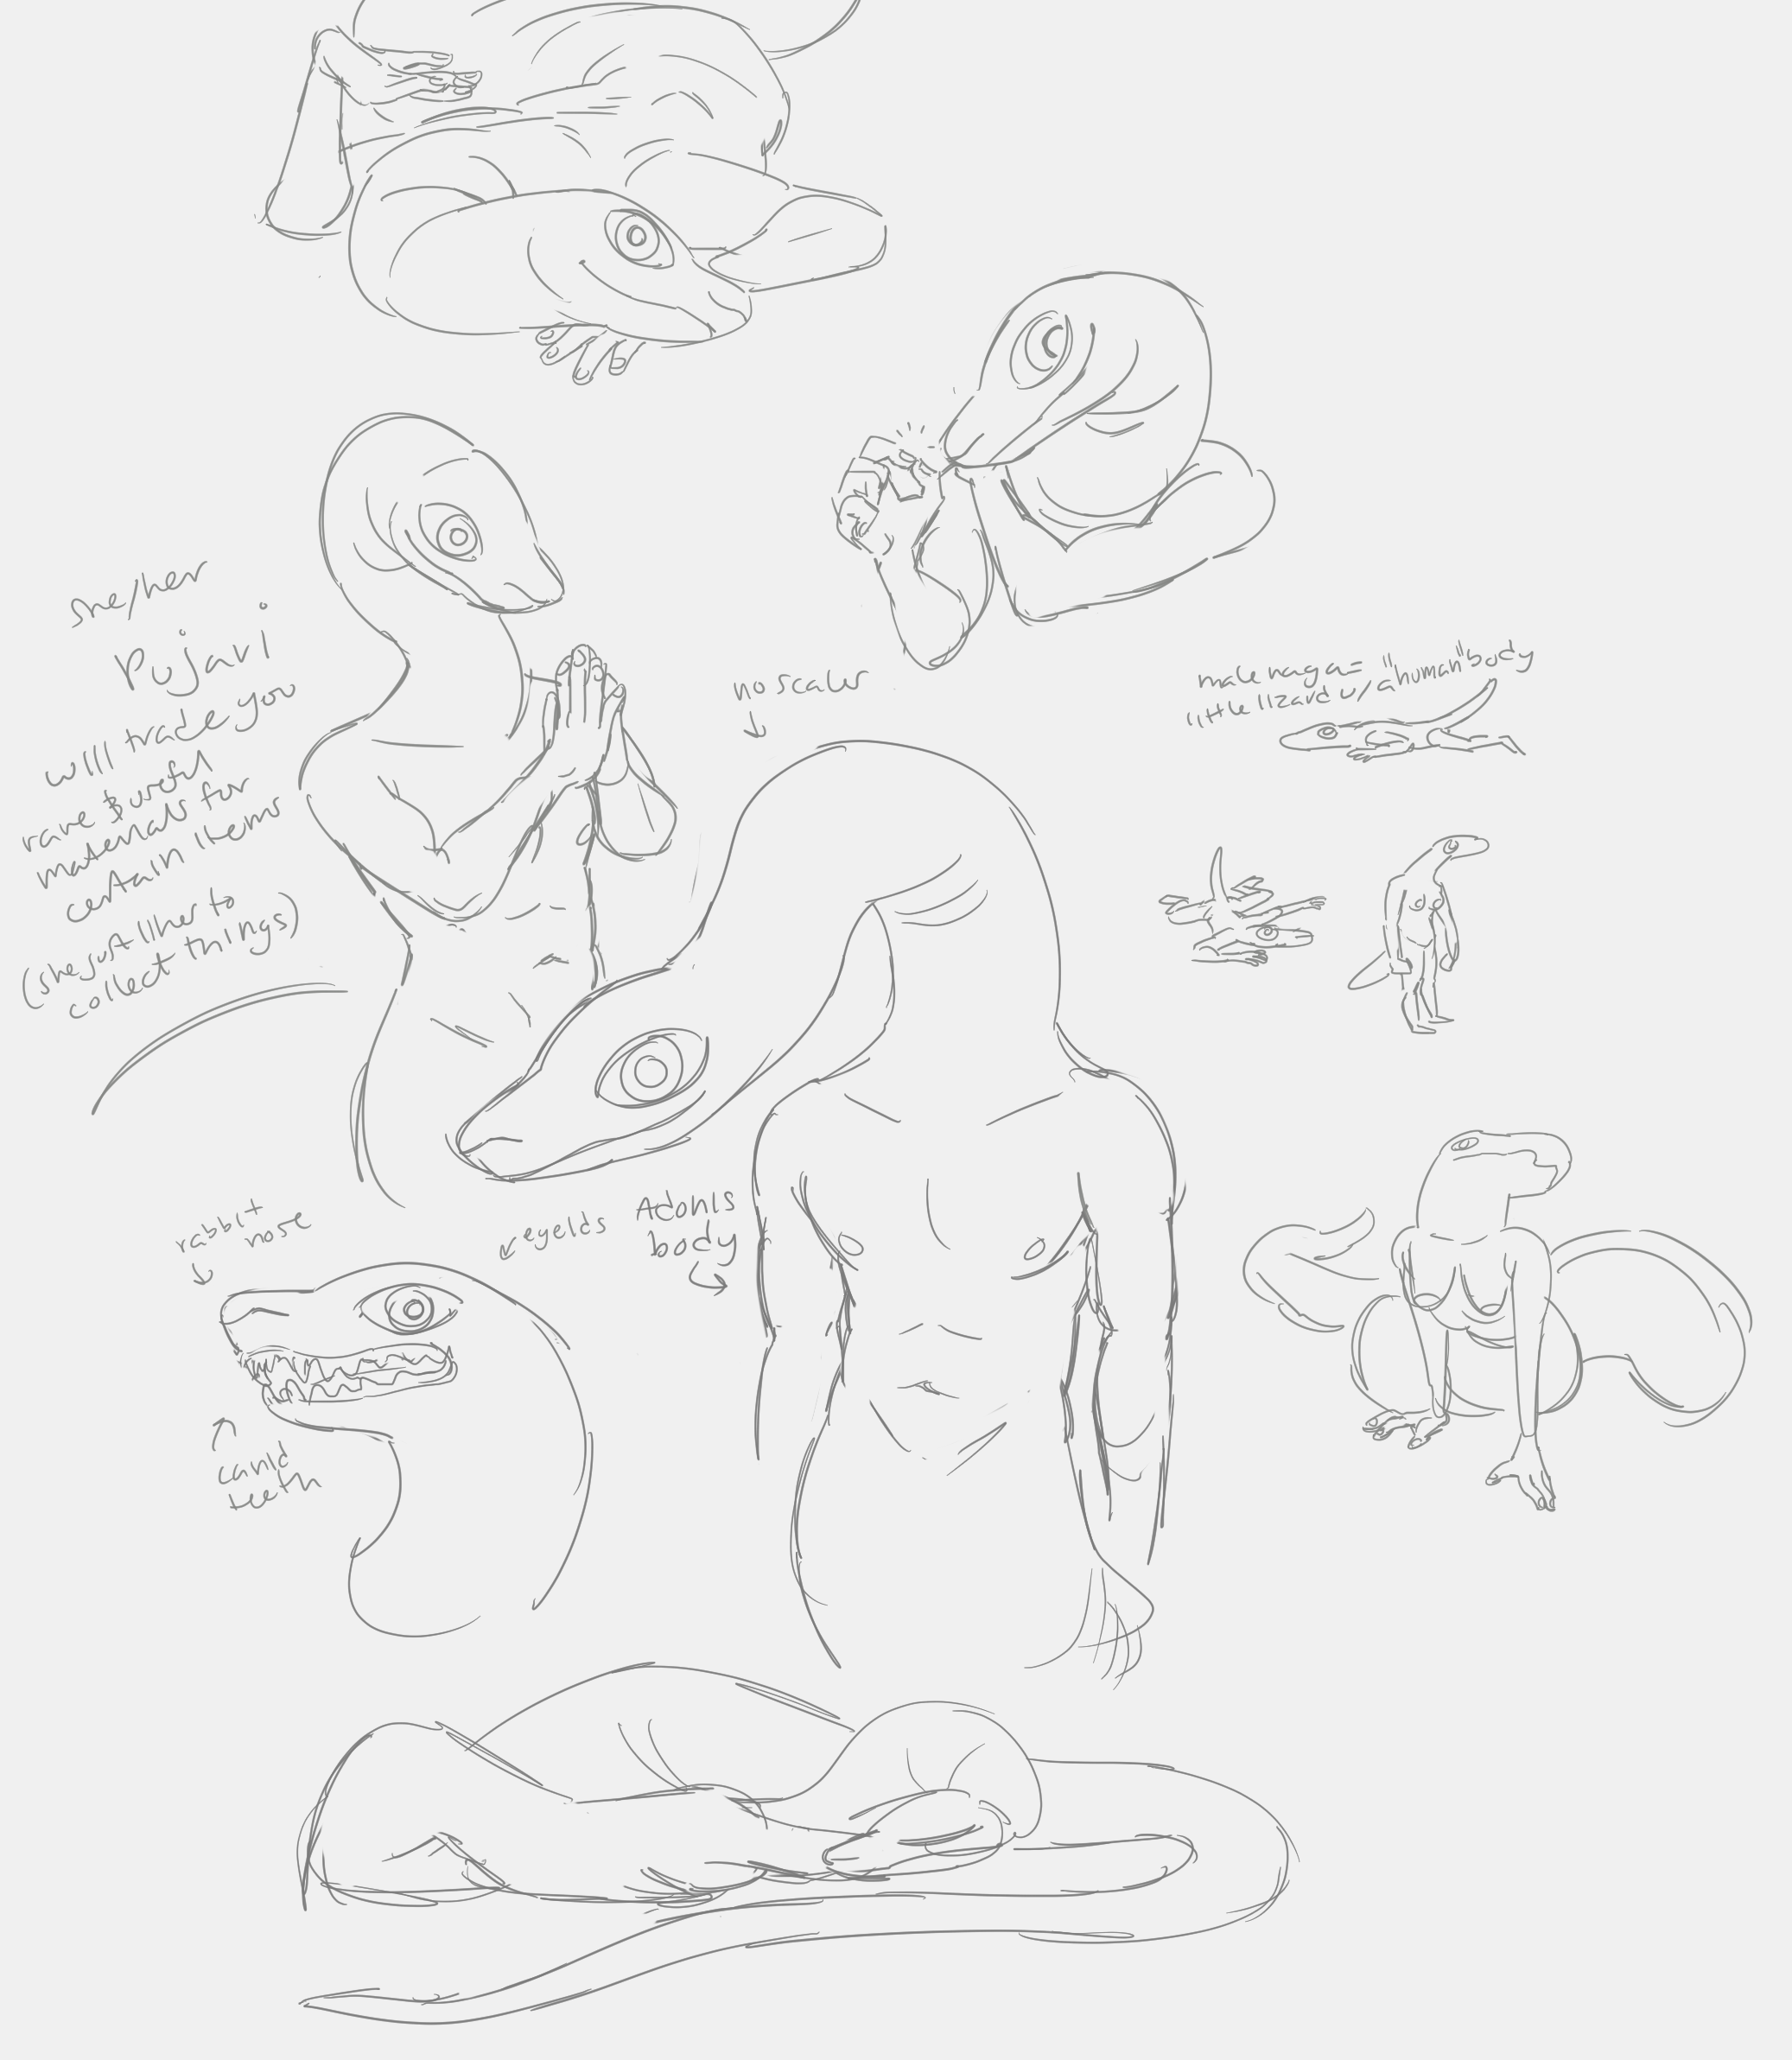 she/her
Pujari
will trade you
rare & useful
materials for
certain items
(she just likes to
collect things)
no scales
male naga= "human" body
little lizard w/ a
rabbit
nose
eyelds
Adonis
body
canid
teeth